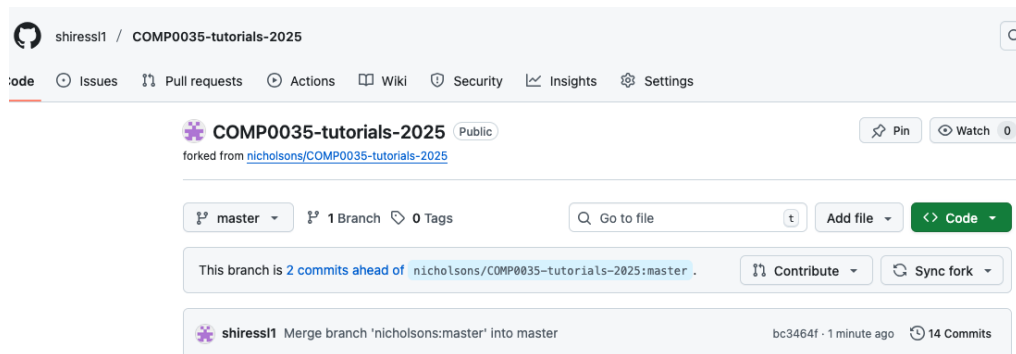 shiressl1 / COMP0035-tutorials-2025
Code Issues Pull requests Actions Wiki Security Insights Settings
COMP0035-tutorials-2025 Public Pin Watch 0
forked from nicholsons/COMP0035-tutorials-2025
master 1 Branch 0 Tags Go to file t Add file Code
This branch is 2 commits ahead of nicholsons/COMP0035-tutorials-2025:master . Contribute Sync fork
shiressl1 Merge branch 'nicholsons:master' into master bc3464f · 1 minute ago 14 Commits